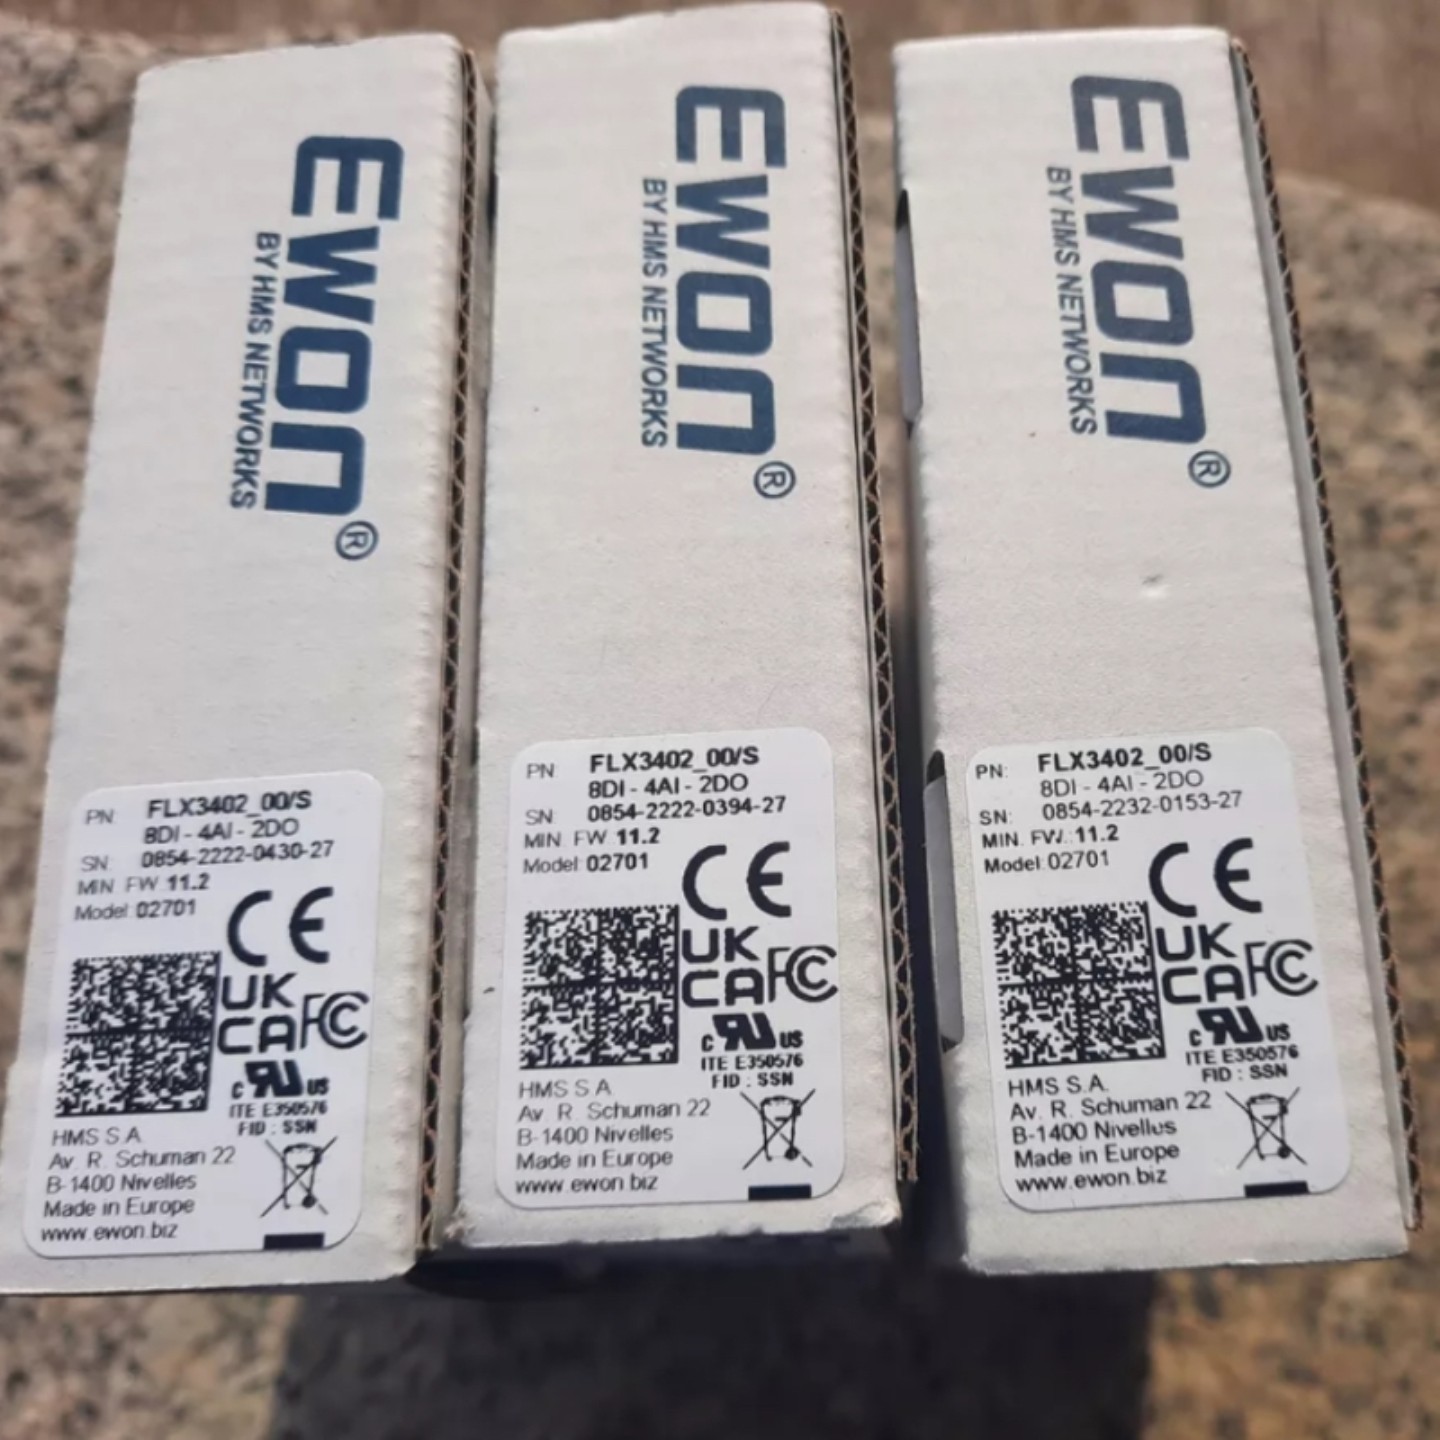 EWON®
BY HMS NETWORKS
PN: FLX3402_00/S
8DI - 4AI - 2DO
SN: 0854-2222-0430-27
MIN. FW. 11.2
Model: 02701
CE
UK
CA FC
c RU us
ITE E350576
FID : SSN
HMS S.A.
Av. R. Schuman 22
B-1400 Nivelles
Made in Europe
www.ewon.biz
EWON®
BY HMS NETWORKS
PN: FLX3402_00/S
8DI - 4AI - 2DO
SN: 0854-2222-0394-27
MIN. FW. 11.2
Model: 02701
CE
UK
CA FC
c RU us
ITE E350576
FID : SSN
HMS S.A.
Av. R. Schuman 22
B-1400 Nivelles
Made in Europe
www.ewon.biz
EWON®
BY HMS NETWORKS
PN: FLX3402_00/S
8DI - 4AI - 2DO
SN: 0854-2232-0153-27
MIN. FW. 11.2
Model: 02701
CE
UK
CA FC
c RU us
ITE E350576
FID : SSN
HMS S.A.
Av. R. Schuman 22
B-1400 Nivelles
Made in Europe
www.ewon.biz